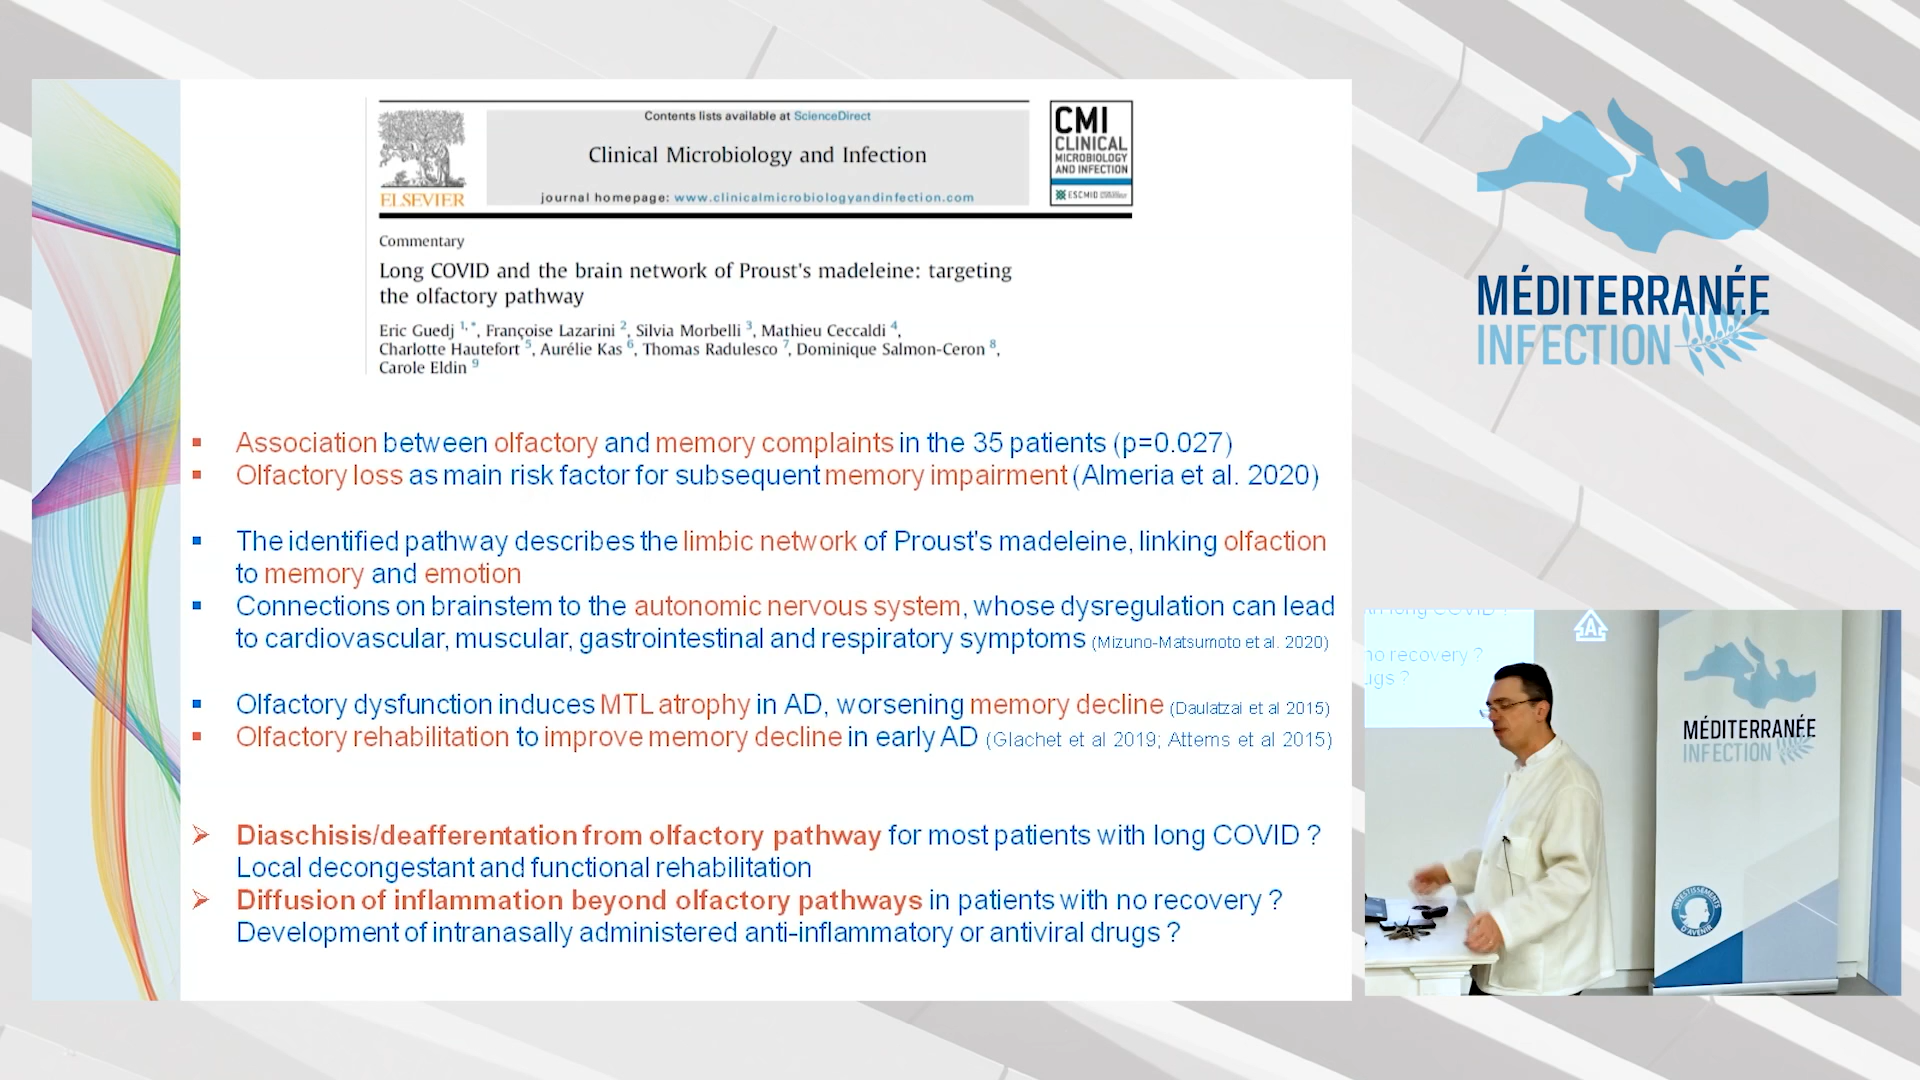 Contents lists available at ScienceDirect
Clinical Microbiology and Infection
journal homepage: www.clinicalmicrobiologyandinfection.com
ELSEVIER
CMI
CLINICAL
MICROBIOLOGY
AND INFECTION
ESCMID
Commentary
Long COVID and the brain network of Proust's madeleine: targeting
the olfactory pathway
Eric Guedj 1, *, Françoise Lazarini 2, Silvia Morbelli 3, Mathieu Ceccaldi 4,
Charlotte Hautefort 5, Aurélie Kas 6, Thomas Radulesco 7, Dominique Salmon-Ceron 8,
Carole Eldin 9
▪ Association between olfactory and memory complaints in the 35 patients (p=0.027)
▪ Olfactory loss as main risk factor for subsequent memory impairment (Almeria et al. 2020)
▪ The identified pathway describes the limbic network of Proust's madeleine, linking olfaction
to memory and emotion
▪ Connections on brainstem to the autonomic nervous system, whose dysregulation can lead
to cardiovascular, muscular, gastrointestinal and respiratory symptoms (Mizuno-Matsumoto et al. 2020)
▪ Olfactory dysfunction induces MTL atrophy in AD, worsening memory decline (Daulatzai et al 2015)
▪ Olfactory rehabilitation to improve memory decline in early AD (Glachet et al 2019; Attems et al 2015)
➢ Diaschisis/deafferentation from olfactory pathway for most patients with long COVID ?
Local decongestant and functional rehabilitation
➢ Diffusion of inflammation beyond olfactory pathways in patients with no recovery ?
Development of intranasally administered anti-inflammatory or antiviral drugs ?
MÉDITERRANÉE
INFECTION
long COVID ?
no recovery ?
ugs ?
A
MÉDITERRANÉE
INFECTION
INVESTISSEMENTS
D'AVENIR